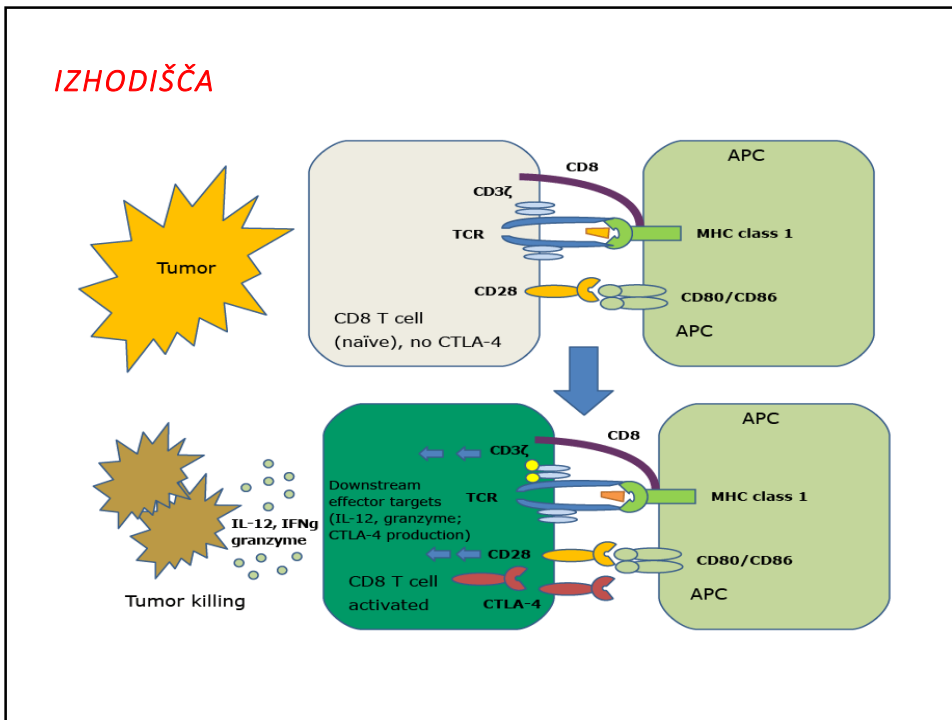 IZHODIŠČA
Tumor
APC
CD8
CD3ζ
TCR
MHC class 1
CD28
CD80/CD86
CD8 T cell
(naïve), no CTLA-4
APC
APC
CD8
CD3ζ
Downstream
effector targets
(IL-12, granzyme;
CTLA-4 production)
TCR
MHC class 1
IL-12, IFNg
granzyme
CD28
CD80/CD86
CD8 T cell
activated
CTLA-4
APC
Tumor killing